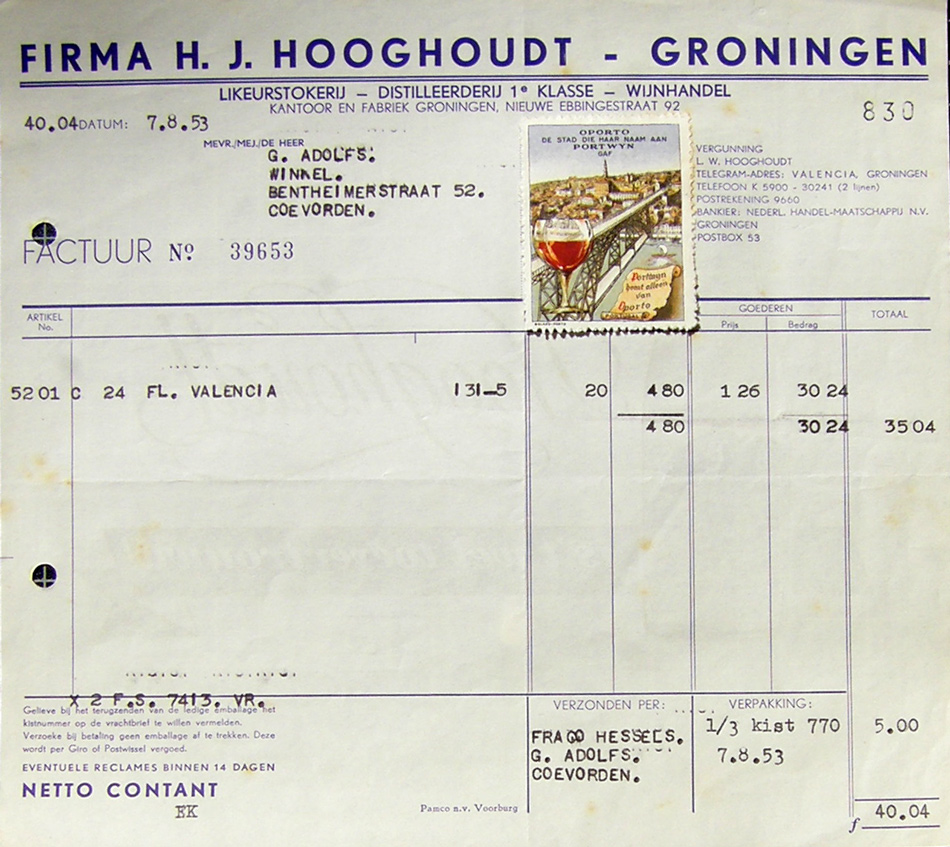 FIRMA H. J. HOOGHOUDT - GRONINGEN
LIKEURSTOKERIJ — DISTILLEERDERIJ 1e KLASSE — WIJNHANDEL
KANTOOR EN FABRIEK GRONINGEN, NIEUWE EBBINGESTRAAT 92
830
40.04 DATUM: 7.8.53
MEVR./MEJ./DE HEER
G. ADOLFS.
WINKEL.
BENTHEIMERSTRAAT 52.
COEVORDEN.
OPORTO
DE STAD DIE HAAR NAAM AAN
PORTWYN
GAF
Portwyn
komt alleen
van
Oporto
VERGUNNING
L. W. HOOGHOUDT
TELEGRAM-ADRES: VALENCIA, GRONINGEN
TELEFOON K 5900 - 30241 (2 lijnen)
POSTREKENING 9660
BANKIER: NEDERL. HANDEL-MAATSCHAPPIJ N.V.
GRONINGEN
POSTBOX 53
FACTUUR No 39653
ARTIKEL No.
GOEDEREN
Prijs Bedrag
TOTAAL
5201 C 24 FL. VALENCIA 131-5 20 4 80 1 26 30 24
4 80 30 24 35 04
X 2 F.S. 7413. VR.
Gelieve bij het terugzenden van de ledige emballage het
kistnummer op de vrachtbrief te willen vermelden.
Verzoeke bij betaling geen emballage af te trekken. Deze
wordt per Giro of Postwissel vergoed.
EVENTUELE RECLAMES BINNEN 14 DAGEN
NETTO CONTANT
EK
Pamco n.v. Voorburg
VERZONDEN PER:
HESSELS.
G. ADOLFS.
COEVORDEN.
VERPAKKING:
1/3 kist 770 5.00
7.8.53
f 40.04